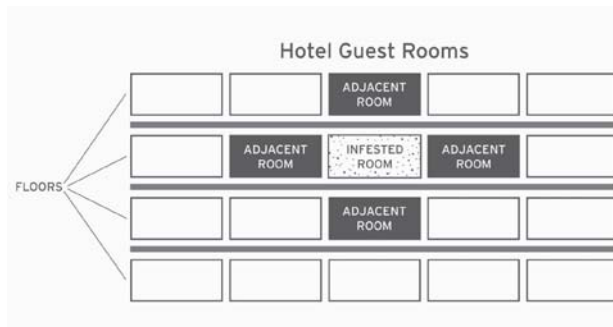 Hotel Guest Rooms
ADJACENT
ROOM
ADJACENT
ROOM
INFESTED
ROOM
ADJACENT
ROOM
FLOORS
ADJACENT
ROOM